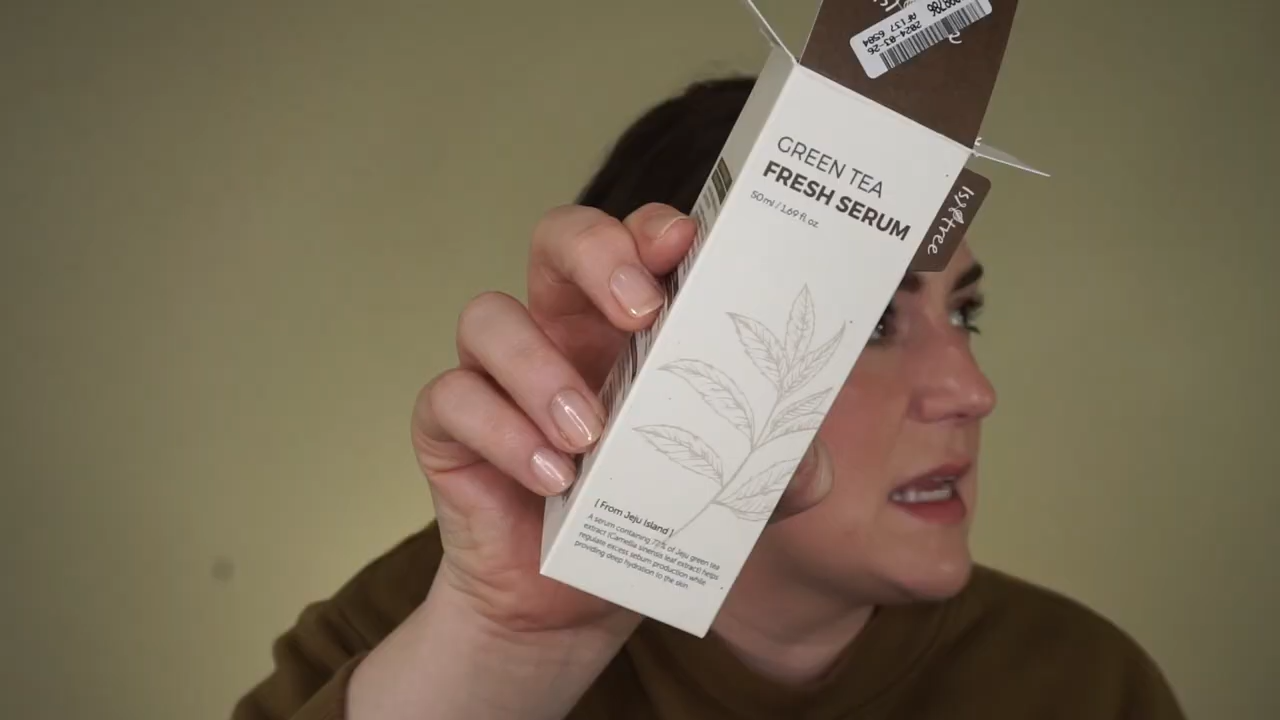 2024-03-26
AF137 6584
GREEN TEA
FRESH SERUM
50 ml / 1.69 fl. oz
Isntree
[ From Jeju Island ]
A serum containing 72% of Jeju green tea
extract (Camellia sinensis leaf extract) helps
regulate excess sebum production while
providing deep hydration to the skin